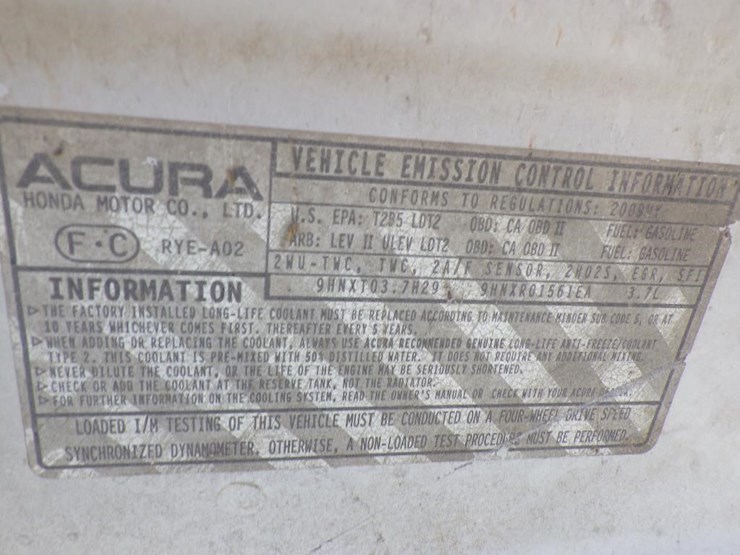 ACURA
HONDA MOTOR CO., LTD.
F·C RYE-A02
VEHICLE EMISSION CONTROL INFORMATION
CONFORMS TO REGULATIONS: 2009MY
U.S. EPA: T2B5 LDT2 OBD: CA OBD II FUEL: GASOLINE
ARB: LEV II ULEV LDT2 OBD: CA OBD II FUEL: GASOLINE
2WU-TWC, TWC, 2A/F SENSOR, 2HO2S, EGR, SFI
9HNXT03.7H29 9HNXR0156IEA 3.7L
INFORMATION
▷THE FACTORY INSTALLED LONG-LIFE COOLANT MUST BE REPLACED ACCORDING TO MAINTENANCE MINDER SUB CODE 5, OR AT
10 YEARS WHICHEVER COMES FIRST. THEREAFTER EVERY 5 YEARS.
▷WHEN ADDING OR REPLACING THE COOLANT, ALWAYS USE ACURA RECOMMENDED GENUINE LONG-LIFE ANTI-FREEZE/COOLANT
TYPE 2. THIS COOLANT IS PRE-MIXED WITH 50% DISTILLED WATER. IT DOES NOT REQUIRE ANY ADDITIONAL MIXING.
▷NEVER DILUTE THE COOLANT, OR THE LIFE OF THE ENGINE MAY BE SERIOUSLY SHORTENED.
▷CHECK OR ADD THE COOLANT AT THE RESERVE TANK, NOT THE RADIATOR.
▷FOR FURTHER INFORMATION ON THE COOLING SYSTEM, READ THE OWNER'S MANUAL OR CHECK WITH YOUR ACURA
LOADED I/M TESTING OF THIS VEHICLE MUST BE CONDUCTED ON A FOUR-WHEEL DRIVE SPEED
SYNCHRONIZED DYNAMOMETER, OTHERWISE, A NON-LOADED TEST PROCEDURE MUST BE PERFORMED.